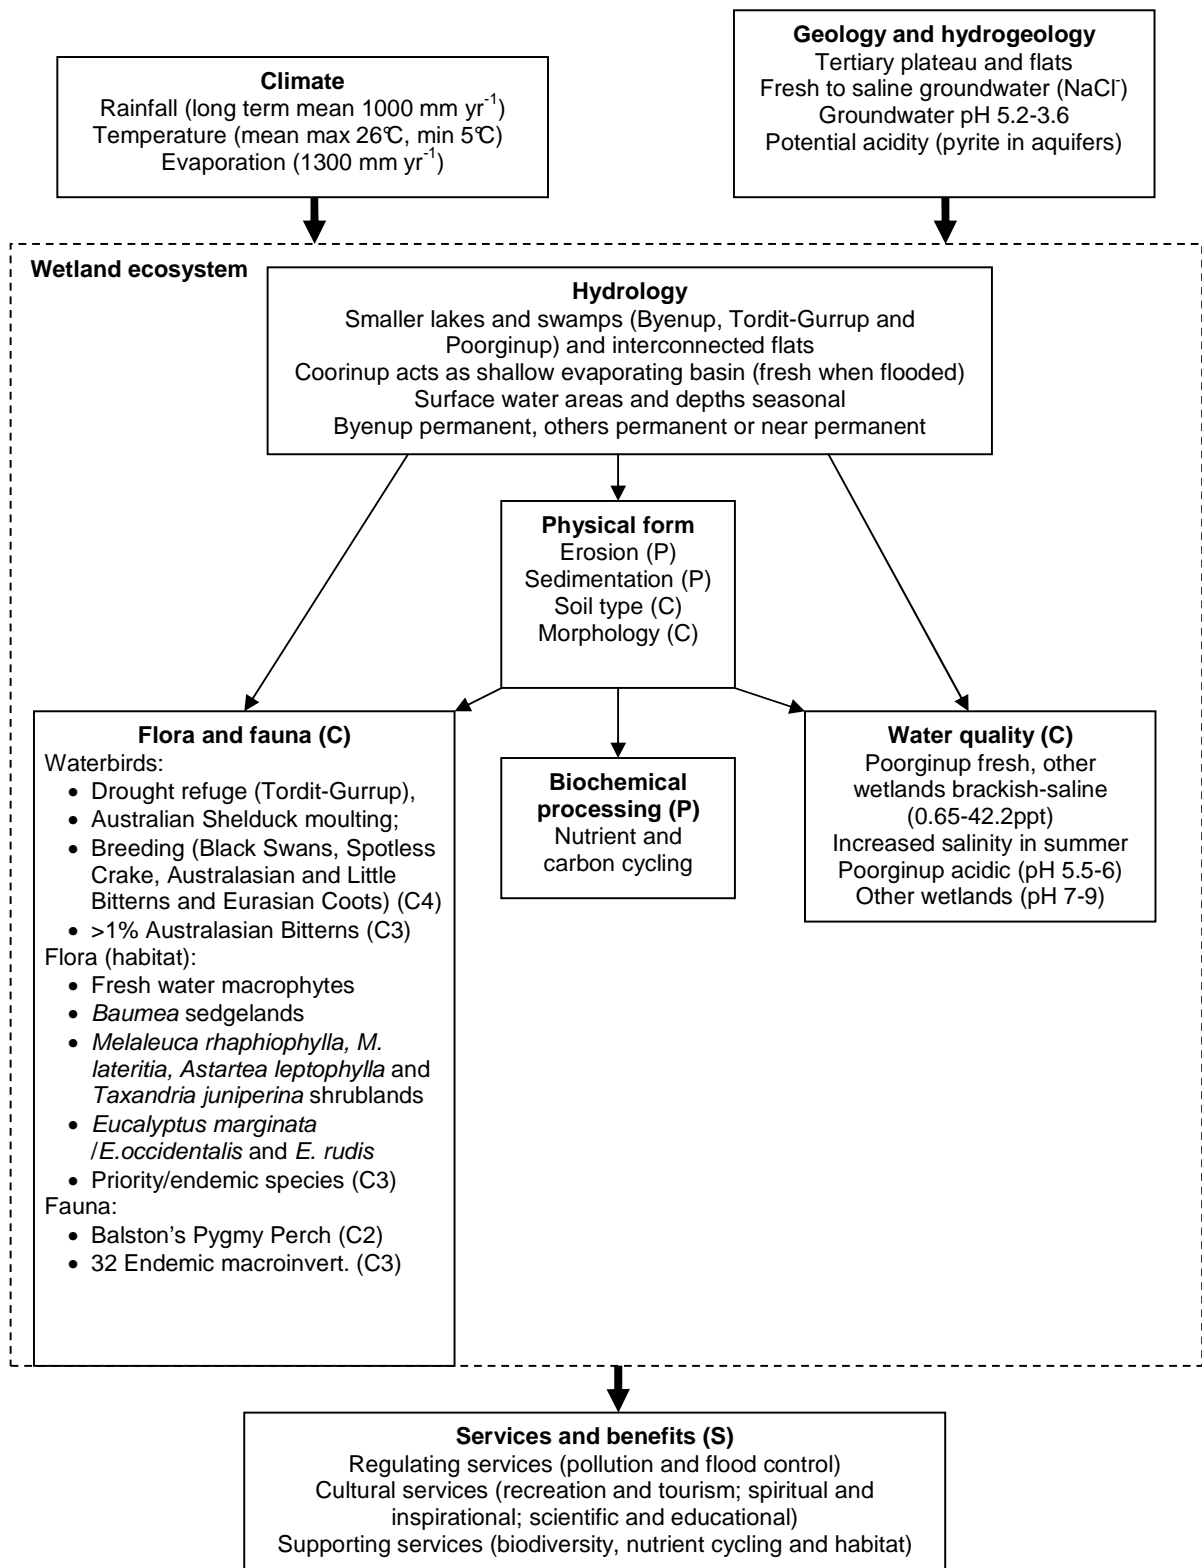 Climate
Rainfall (long term mean 1000 mm yr⁻¹)
Temperature (mean max 26℃, min 5℃)
Evaporation (1300 mm yr⁻¹)
Geology and hydrogeology
Tertiary plateau and flats
Fresh to saline groundwater (NaCl⁻)
Groundwater pH 5.2-3.6
Potential acidity (pyrite in aquifers)
Wetland ecosystem
Hydrology
Smaller lakes and swamps (Byenup, Tordit-Gurrup and
Poorginup) and interconnected flats
Coorinup acts as shallow evaporating basin (fresh when flooded)
Surface water areas and depths seasonal
Byenup permanent, others permanent or near permanent
Physical form
Erosion (P)
Sedimentation (P)
Soil type (C)
Morphology (C)
Flora and fauna (C)
Waterbirds:
• Drought refuge (Tordit-Gurrup),
• Australian Shelduck moulting;
• Breeding (Black Swans, Spotless
Crake, Australasian and Little
Bitterns and Eurasian Coots) (C4)
• >1% Australasian Bitterns (C3)
Flora (habitat):
• Fresh water macrophytes
• Baumea sedgelands
• Melaleuca rhaphiophylla, M.
lateritia, Astartea leptophylla and
Taxandria juniperina shrublands
• Eucalyptus marginata
/E.occidentalis and E. rudis
• Priority/endemic species (C3)
Fauna:
• Balston's Pygmy Perch (C2)
• 32 Endemic macroinvert. (C3)
Biochemical
processing (P)
Nutrient and
carbon cycling
Water quality (C)
Poorginup fresh, other
wetlands brackish-saline
(0.65-42.2ppt)
Increased salinity in summer
Poorginup acidic (pH 5.5-6)
Other wetlands (pH 7-9)
Services and benefits (S)
Regulating services (pollution and flood control)
Cultural services (recreation and tourism; spiritual and
inspirational; scientific and educational)
Supporting services (biodiversity, nutrient cycling and habitat)